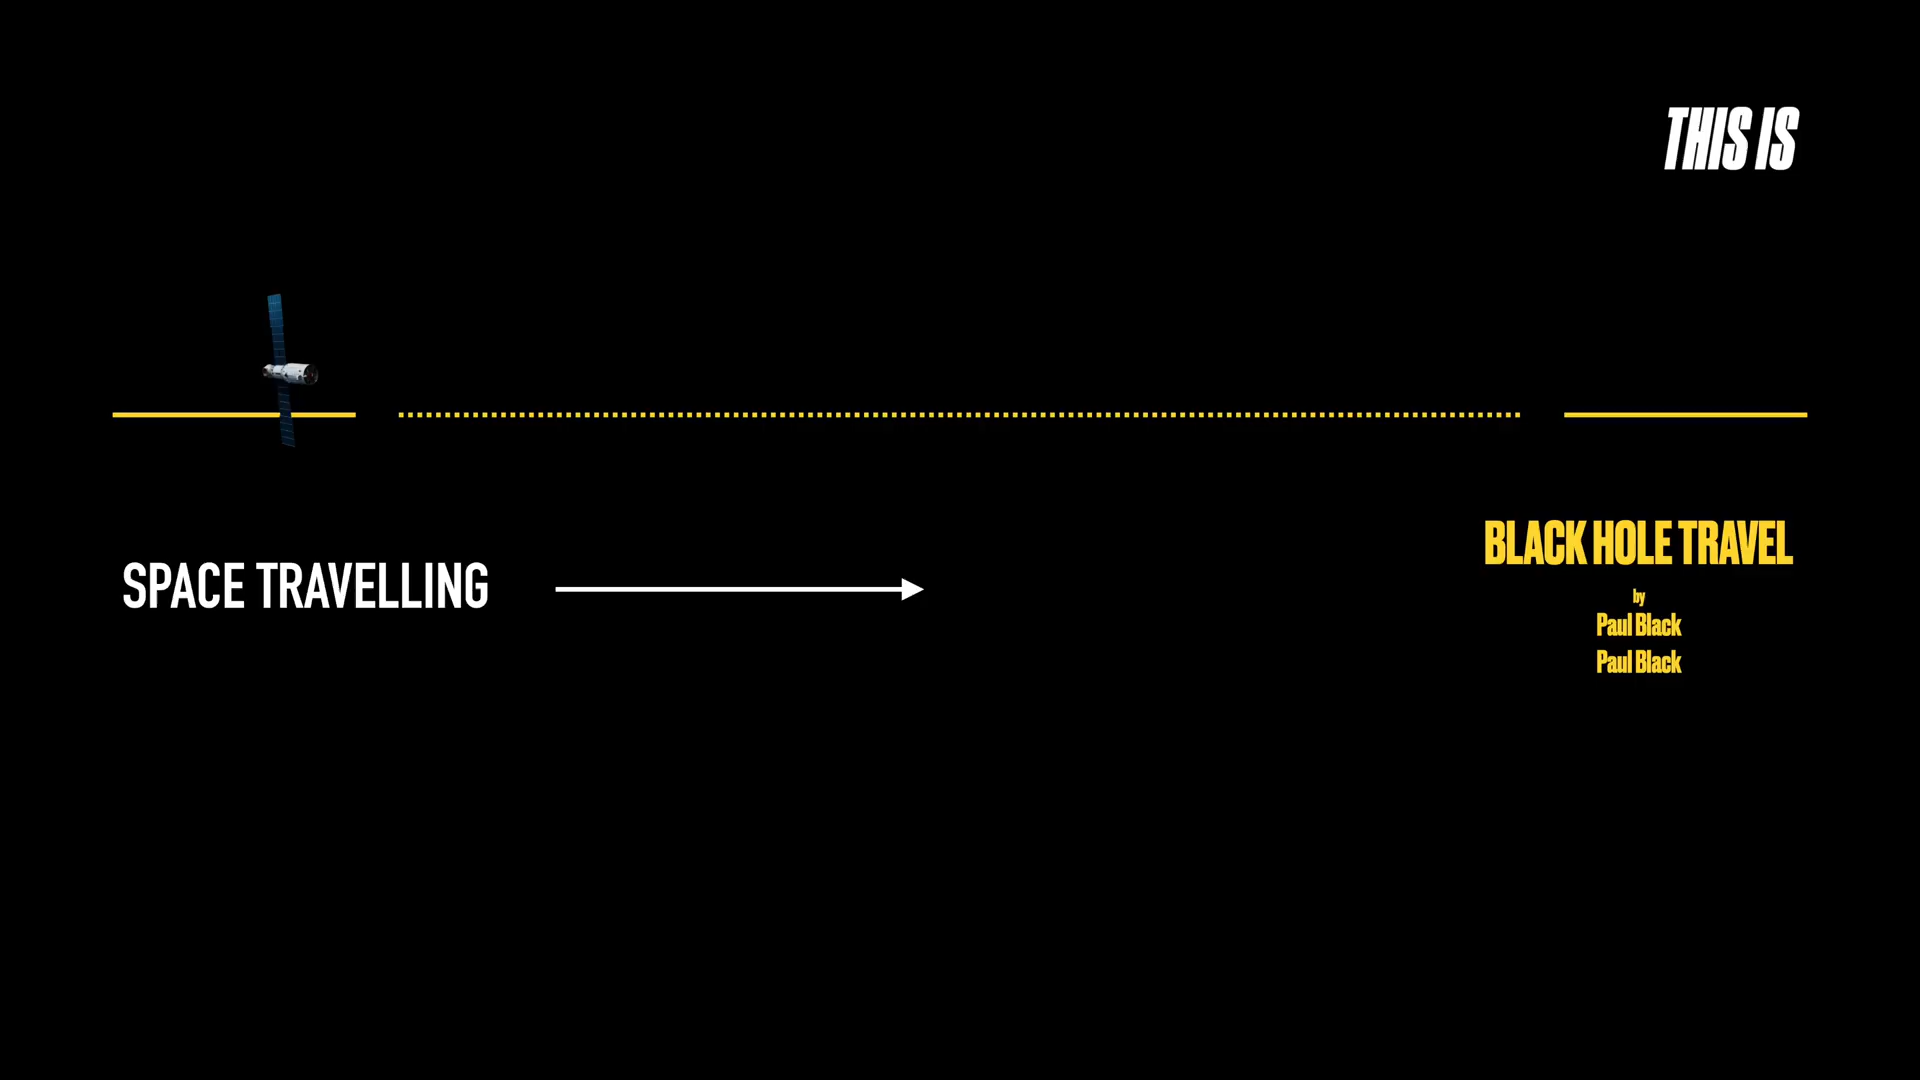 THIS IS
SPACE TRAVELLING
BLACK HOLE TRAVEL
by
Paul Black
Paul Black